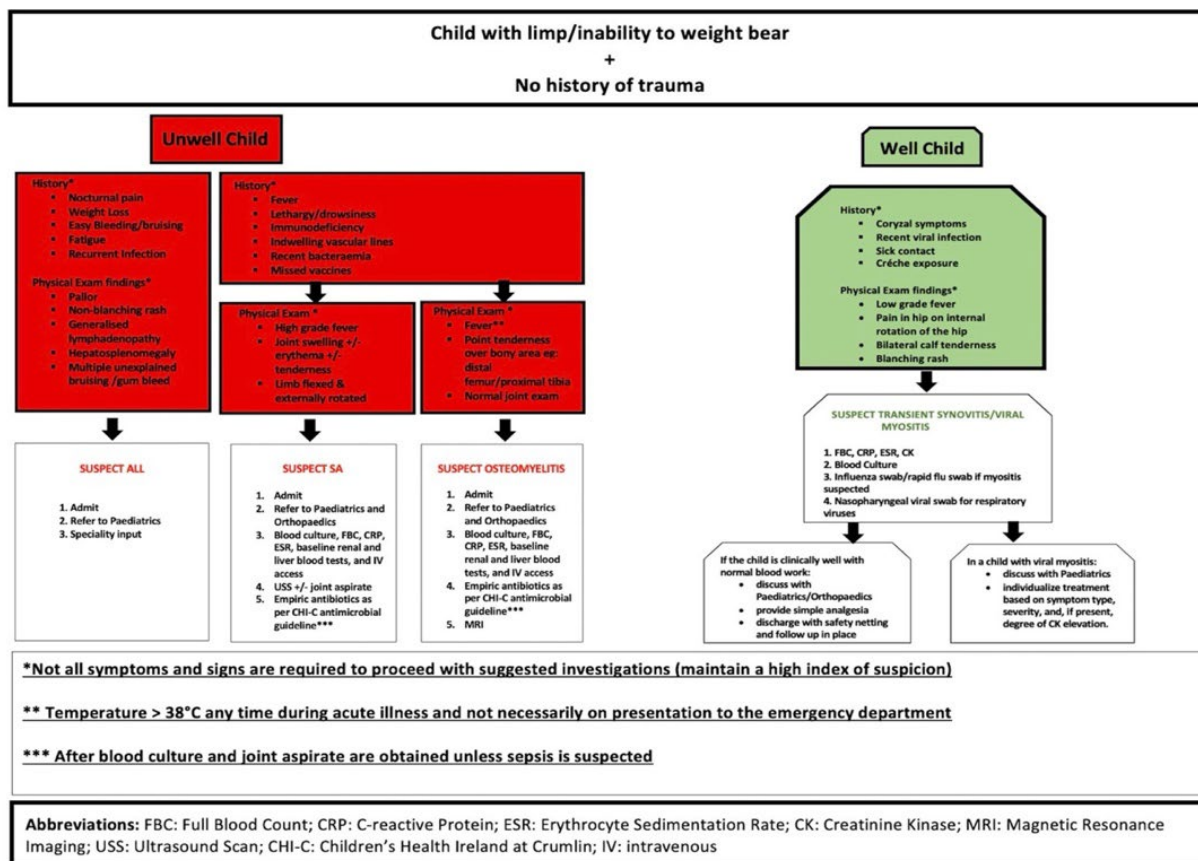 Child with limp/inability to weight bear
+
No history of trauma
Unwell Child
History*
Nocturnal pain
Weight Loss
Easy Bleeding/bruising
Fatigue
Recurrent Infection
Physical Exam findings*
Pallor
Non-blanching rash
Generalised
lymphadenopathy
Hepatosplenomegaly
Multiple unexplained
bruising /gum bleed
SUSPECT ALL
1. Admit
2. Refer to Paediatrics
3. Speciality input
History*
Fever
Lethargy/drowsiness
Immunodeficiency
Indwelling vascular lines
Recent bacteraemia
Missed vaccines
Physical Exam *
High grade fever
Joint swelling +/-
erythema +/-
tenderness
Limb flexed &
externally rotated
SUSPECT SA
1. Admit
2. Refer to Paediatrics and
Orthopaedics
3. Blood culture, FBC, CRP,
ESR, baseline renal and
liver blood tests, and IV
access
4. USS +/- joint aspirate
5. Empiric antibiotics as
per CHI-C antimicrobial
guideline***
Physical Exam *
Fever**
Point tenderness
over bony area eg:
distal
femur/proximal tibia
Normal joint exam
SUSPECT OSTEOMYELITIS
1. Admit
2. Refer to Paediatrics
and Orthopaedics
3. Blood culture, FBC,
CRP, ESR, baseline
renal and liver blood
tests, and IV access
4. Empiric antibiotics as
per CHI-C antimicrobial
guideline***
5. MRI
Well Child
History*
Coryzal symptoms
Recent viral infection
Sick contact
Créche exposure
Physical Exam findings*
Low grade fever
Pain in hip on internal
rotation of the hip
Bilateral calf tenderness
Blanching rash
SUSPECT TRANSIENT SYNOVITIS/VIRAL
MYOSITIS
1. FBC, CRP, ESR, CK
2. Blood Culture
3. Influenza swab/rapid flu swab if myositis
suspected
4. Nasopharyngeal viral swab for respiratory
viruses
If the child is clinically well with
normal blood work:
discuss with
Paediatrics/Orthopaedics
provide simple analgesia
discharge with safety netting
and follow up in place
In a child with viral myositis:
discuss with Paediatrics
individualize treatment
based on symptom type,
severity, and, if present,
degree of CK elevation.
*Not all symptoms and signs are required to proceed with suggested investigations (maintain a high index of suspicion)
** Temperature > 38°C any time during acute illness and not necessarily on presentation to the emergency department
*** After blood culture and joint aspirate are obtained unless sepsis is suspected
Abbreviations: FBC: Full Blood Count; CRP: C-reactive Protein; ESR: Erythrocyte Sedimentation Rate; CK: Creatinine Kinase; MRI: Magnetic Resonance
Imaging; USS: Ultrasound Scan; CHI-C: Children's Health Ireland at Crumlin; IV: intravenous